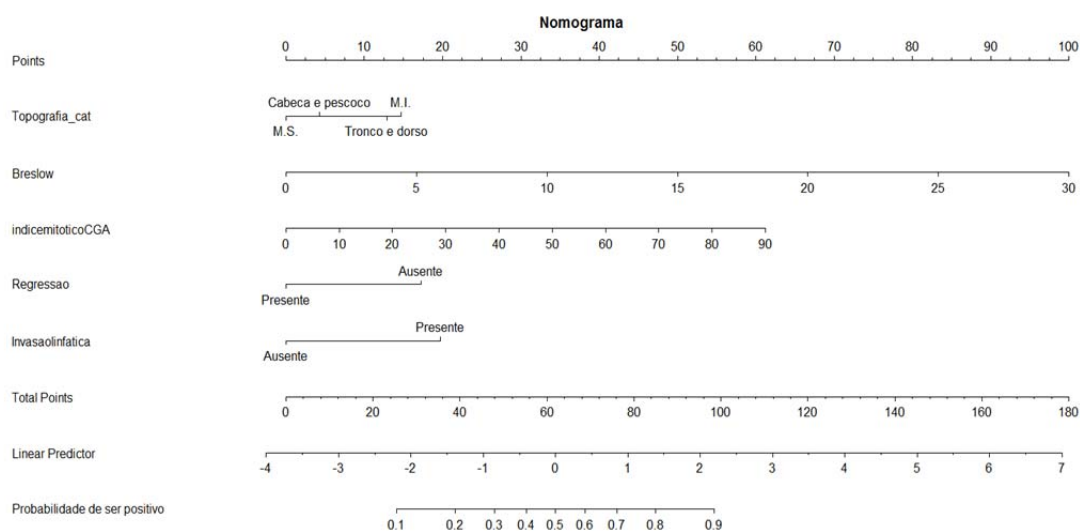 Nomograma
Points
0 10 20 30 40 50 60 70 80 90 100
Topografia_cat
Cabeca e pescoco M.I.
M.S. Tronco e dorso
Breslow
0 5 10 15 20 25 30
indicemitoticoCGA
0 10 20 30 40 50 60 70 80 90
Regressao
Ausente
Presente
Invasaolinfatica
Presente
Ausente
Total Points
0 20 40 60 80 100 120 140 160 180
Linear Predictor
-4 -3 -2 -1 0 1 2 3 4 5 6 7
Probabilidade de ser positivo
0.1 0.2 0.3 0.4 0.5 0.6 0.7 0.8 0.9